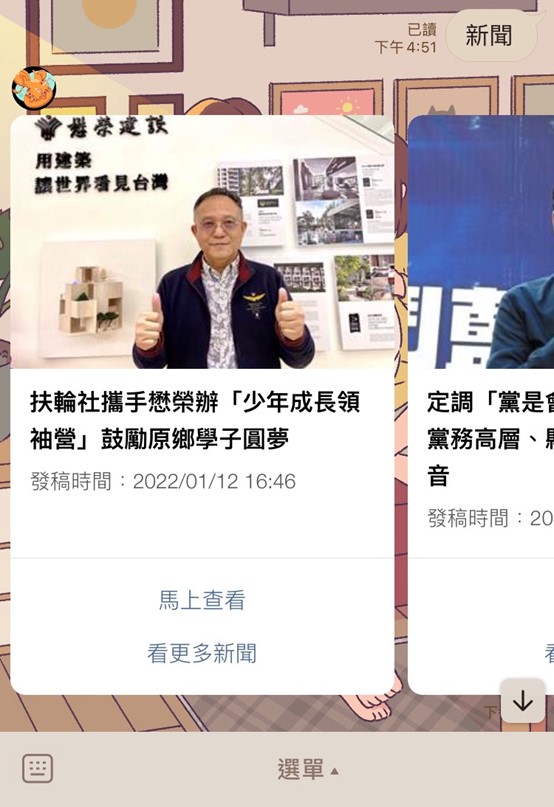 已讀
下午4:51
新聞
懋榮建設
用建築
讓世界看見台灣
扶輪社攜手懋榮辦「少年成長領
袖營」鼓勵原鄉學子圓夢
發稿時間：2022/01/12 16:46
馬上查看
看更多新聞
定調「黨是
黨務高層、
音
發稿時間：20
看
下
選單